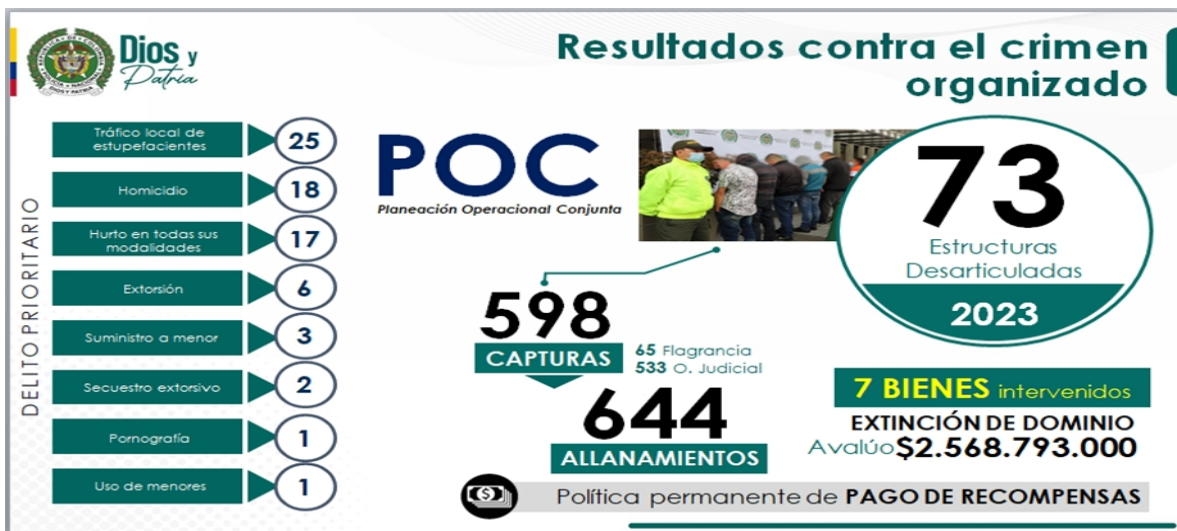 Dios y
Patria
Resultados contra el crimen
organizado
DELITO PRIORITARIO
Tráfico local de
estupefacientes
25
Homicidio
18
Hurto en todas sus
modalidades
17
Extorsión
6
Suministro a menor
3
Secuestro extorsivo
2
Pornografía
1
Uso de menores
1
POC
Planeación Operacional Conjunta
73
Estructuras
Desarticuladas
2023
598
CAPTURAS
65 Flagrancia
533 O. Judicial
644
ALLANAMIENTOS
7 BIENES intervenidos
EXTINCIÓN DE DOMINIO
Avalúo $2.568.793.000
Política permanente de PAGO DE RECOMPENSAS